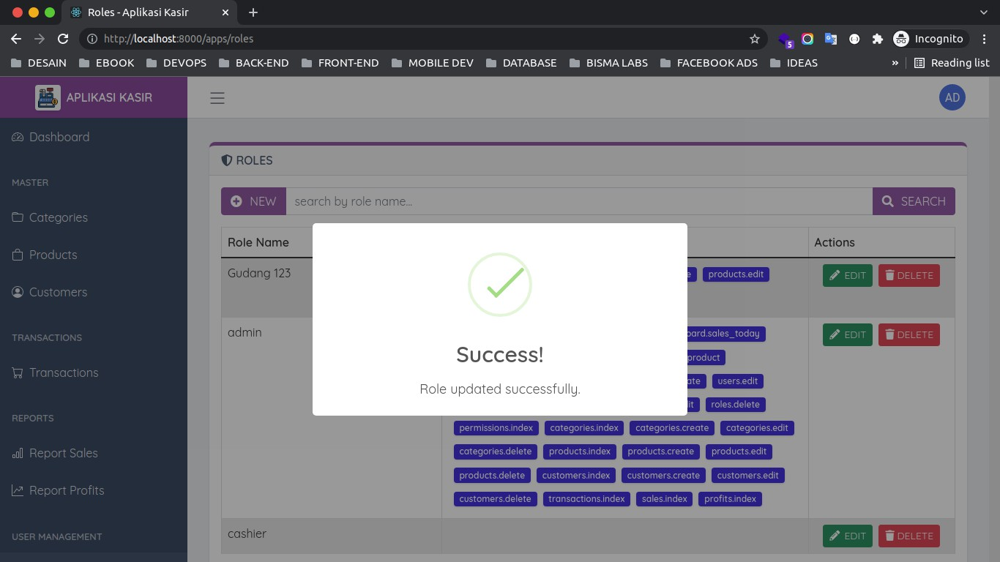 Roles - Aplikasi Kasir
http://localhost:8000/apps/roles
5
Incognito
DESAIN EBOOK DEVOPS BACK-END FRONT-END MOBILE DEV DATABASE BISMA LABS FACEBOOK ADS IDEAS » Reading list
APLIKASI KASIR
AD
Dashboard
MASTER
Categories
Products
Customers
TRANSACTIONS
Transactions
REPORTS
Report Sales
Report Profits
USER MANAGEMENT
ROLES
NEW search by role name... SEARCH
Role Name Actions
Gudang 123 products.edit EDIT DELETE
admin sales_today EDIT DELETE
product
users.edit
roles.delete
Success!
Role updated successfully.
permissions.index categories.index categories.create categories.edit
categories.delete products.index products.create products.edit
products.delete customers.index customers.create customers.edit
customers.delete transactions.index sales.index profits.index
cashier EDIT DELETE